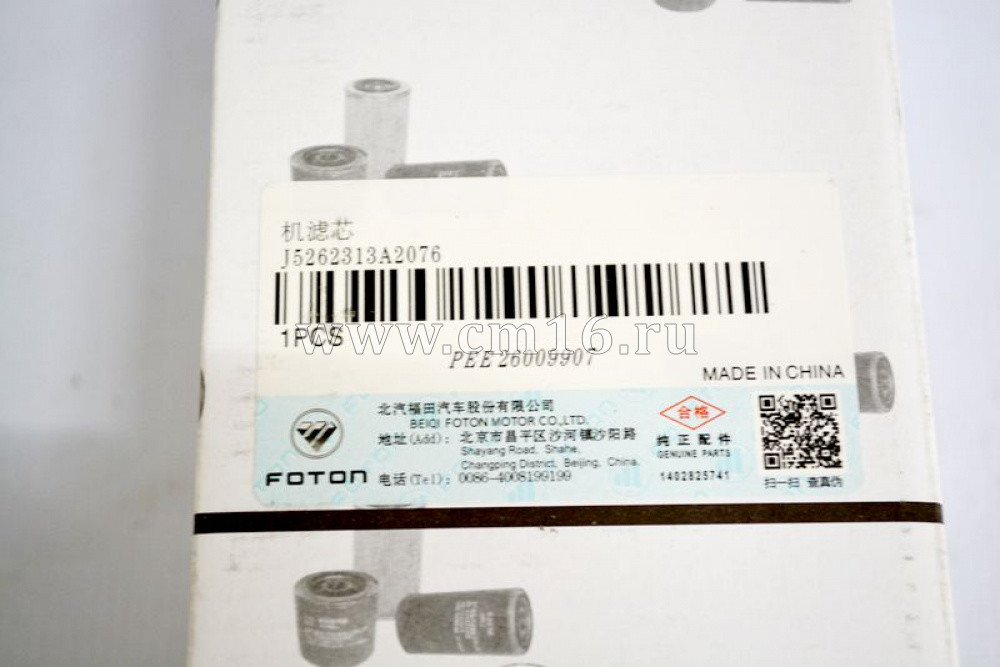 机滤芯
J5262313A2076
1PCS
www.cm16.ru
PEE26009907
MADE IN CHINA
北汽福田汽车股份有限公司
BEIQI FOTON MOTOR CO.,LTD.
地址(Add): 北京市昌平区沙河镇沙阳路
Shayang Road, Shahe,
Changping District, Beijing, China.
电话(Tel): 0086-4008199199
FOTON
合格
纯正配件
GENUINE PARTS
1402825741
扫一扫 查真伪